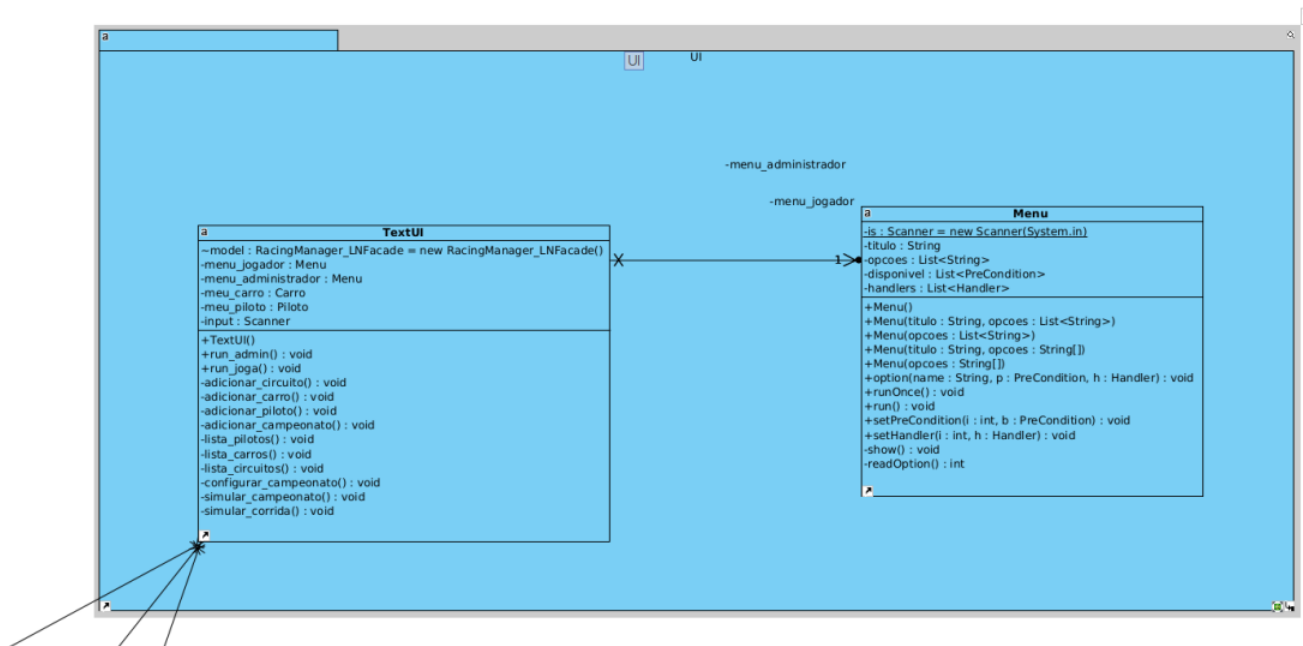 a
UI
UI
-menu_administrador
-menu_jogador
a
TextUI
~model : RacingManager_LNFacade = new RacingManager_LNFacade()
-menu_jogador : Menu
-menu_administrador : Menu
-meu_carro : Carro
-meu_piloto : Piloto
-input : Scanner
+TextUI()
+run_admin() : void
+run_joga() : void
-adicionar_circuito() : void
-adicionar_carro() : void
-adicionar_piloto() : void
-adicionar_campeonato() : void
-lista_pilotos() : void
-lista_carros() : void
-lista_circuitos() : void
-configurar_campeonato() : void
-simular_campeonato() : void
-simular_corrida() : void
1
a
Menu
-is : Scanner = new Scanner(System.in)
-titulo : String
-opcoes : List<String>
-disponivel : List<PreCondition>
-handlers : List<Handler>
+Menu()
+Menu(titulo : String, opcoes : List<String>)
+Menu(opcoes : List<String>)
+Menu(titulo : String, opcoes : String[])
+Menu(opcoes : String[])
+option(name : String, p : PreCondition, h : Handler) : void
+runOnce() : void
+run() : void
+setPreCondition(i : int, b : PreCondition) : void
+setHandler(i : int, h : Handler) : void
-show() : void
-readOption() : int